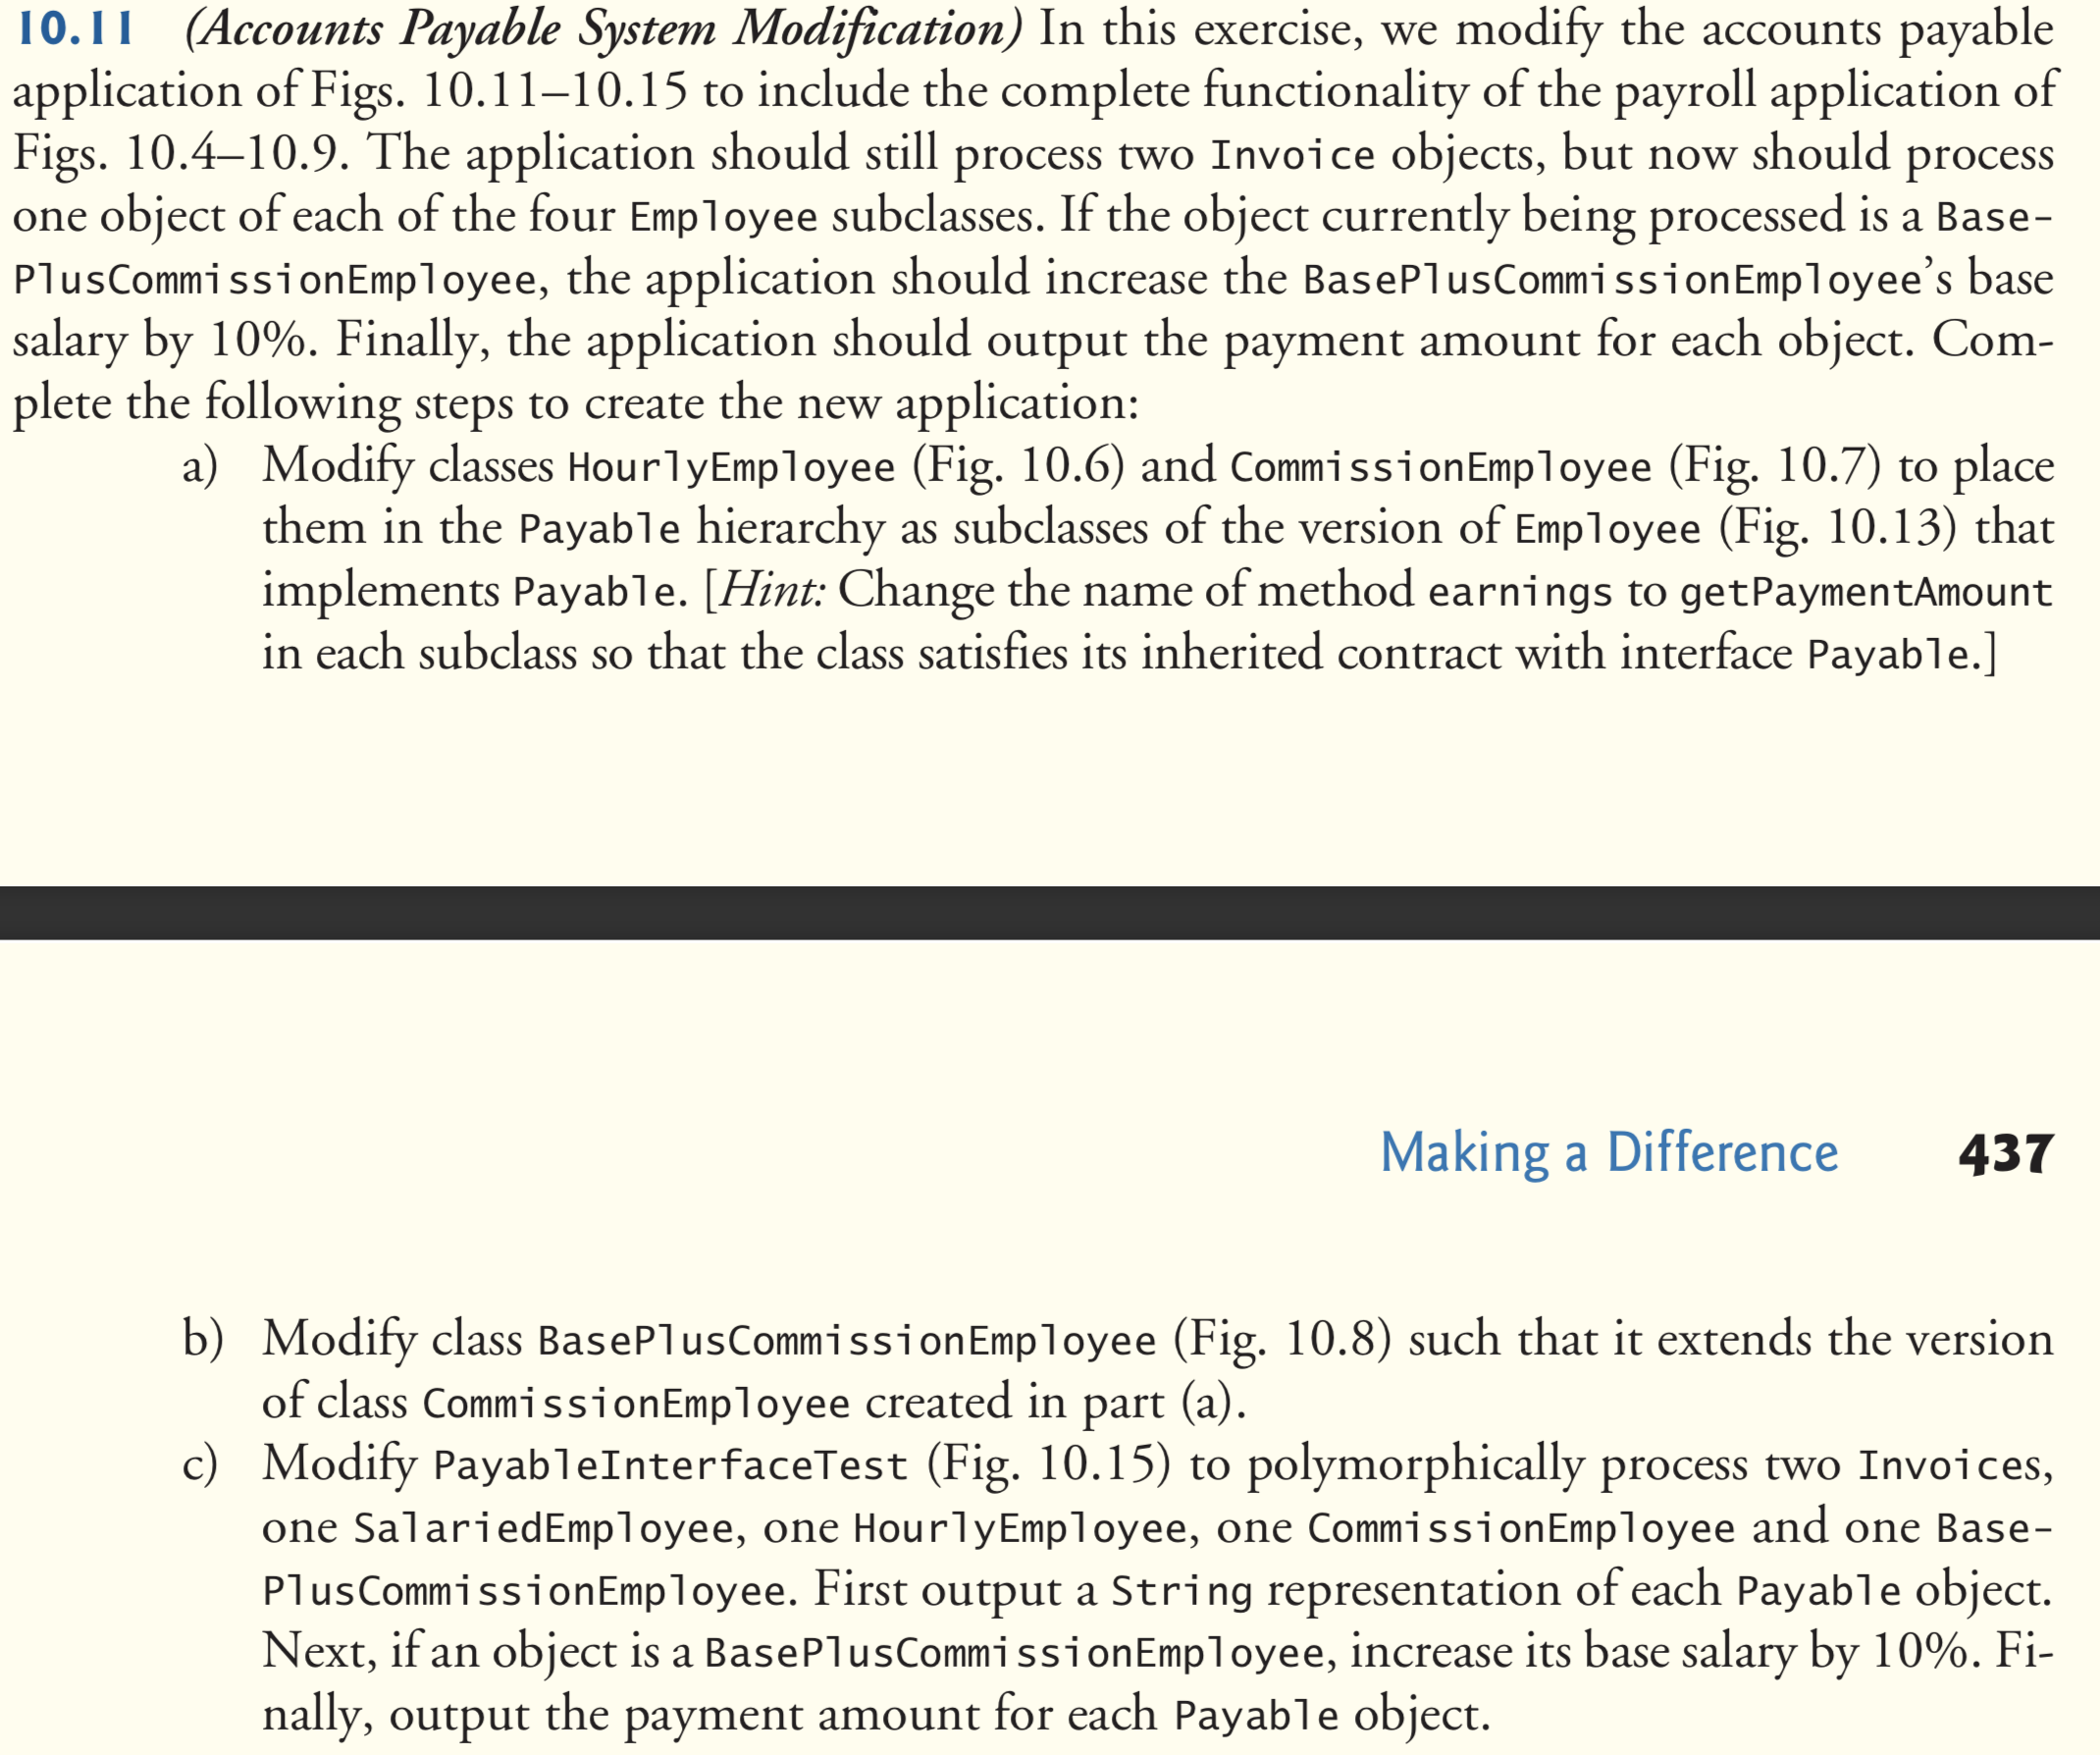 10.11 (Accounts Payable System Modification) In this exercise, we modify the accounts payable
application of Figs. 10.11–10.15 to include the complete functionality of the payroll application of
Figs. 10.4–10.9. The application should still process two Invoice objects, but now should process
one object of each of the four Employee subclasses. If the object currently being processed is a Base-
PlusCommissionEmployee, the application should increase the BasePlusCommissionEmployee’s base
salary by 10%. Finally, the application should output the payment amount for each object. Com-
plete the following steps to create the new application:
a) Modify classes HourlyEmployee (Fig. 10.6) and CommissionEmployee (Fig. 10.7) to place
them in the Payable hierarchy as subclasses of the version of Employee (Fig. 10.13) that
implements Payable. [Hint: Change the name of method earnings to getPaymentAmount
in each subclass so that the class satisfies its inherited contract with interface Payable.]
Making a Difference 437
b) Modify class BasePlusCommissionEmployee (Fig. 10.8) such that it extends the version
of class CommissionEmployee created in part (a).
c) Modify PayableInterfaceTest (Fig. 10.15) to polymorphically process two Invoices,
one SalariedEmployee, one HourlyEmployee, one CommissionEmployee and one Base-
PlusCommissionEmployee. First output a String representation of each Payable object.
Next, if an object is a BasePlusCommissionEmployee, increase its base salary by 10%. Fi-
nally, output the payment amount for each Payable object.